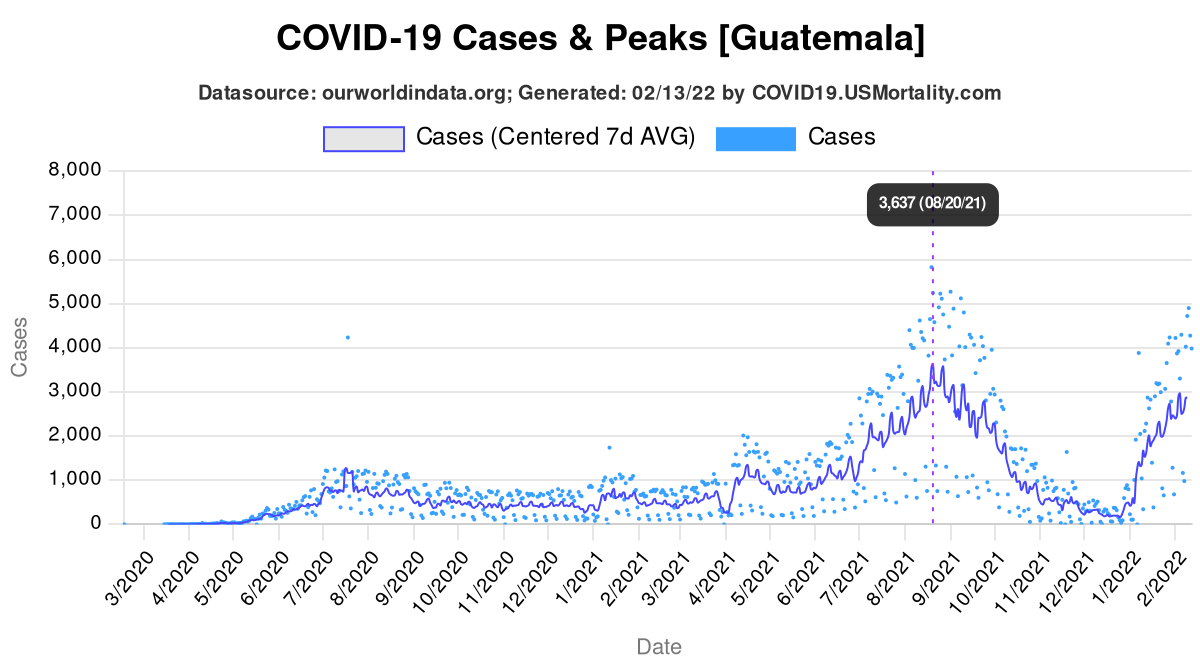 COVID-19 Cases & Peaks [Guatemala]
Datasource: ourworldindata.org; Generated: 02/13/22 by COVID19.USMortality.com
Cases (Centered 7d AVG) Cases
8,000
7,000
6,000
5,000
4,000
3,000
2,000
1,000
0
Cases
3,637 (08/20/21)
3/2020 4/2020 5/2020 6/2020 7/2020 8/2020 9/2020 10/2020 11/2020 12/2020 1/2021 2/2021 3/2021 4/2021 5/2021 6/2021 7/2021 8/2021 9/2021 10/2021 11/2021 12/2021 1/2022 2/2022
Date